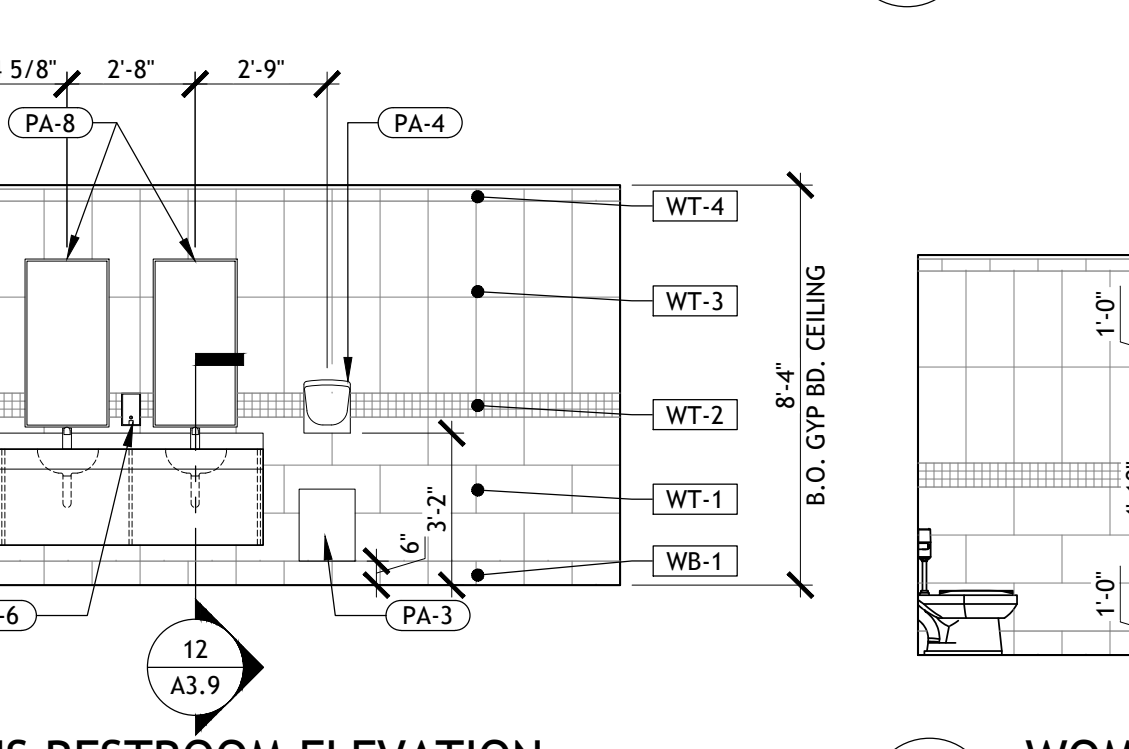 5/8"
2'-8"
2'-9"
PA-8
PA-4
WT-4
WT-3
WT-2
WT-1
WB-1
8'-4"
B.O. GYP BD. CEILING
3'-2"
6"
-6
PA-3
12
A3.9
1'-0"
1'-0"
RESTROOM ELEVATION